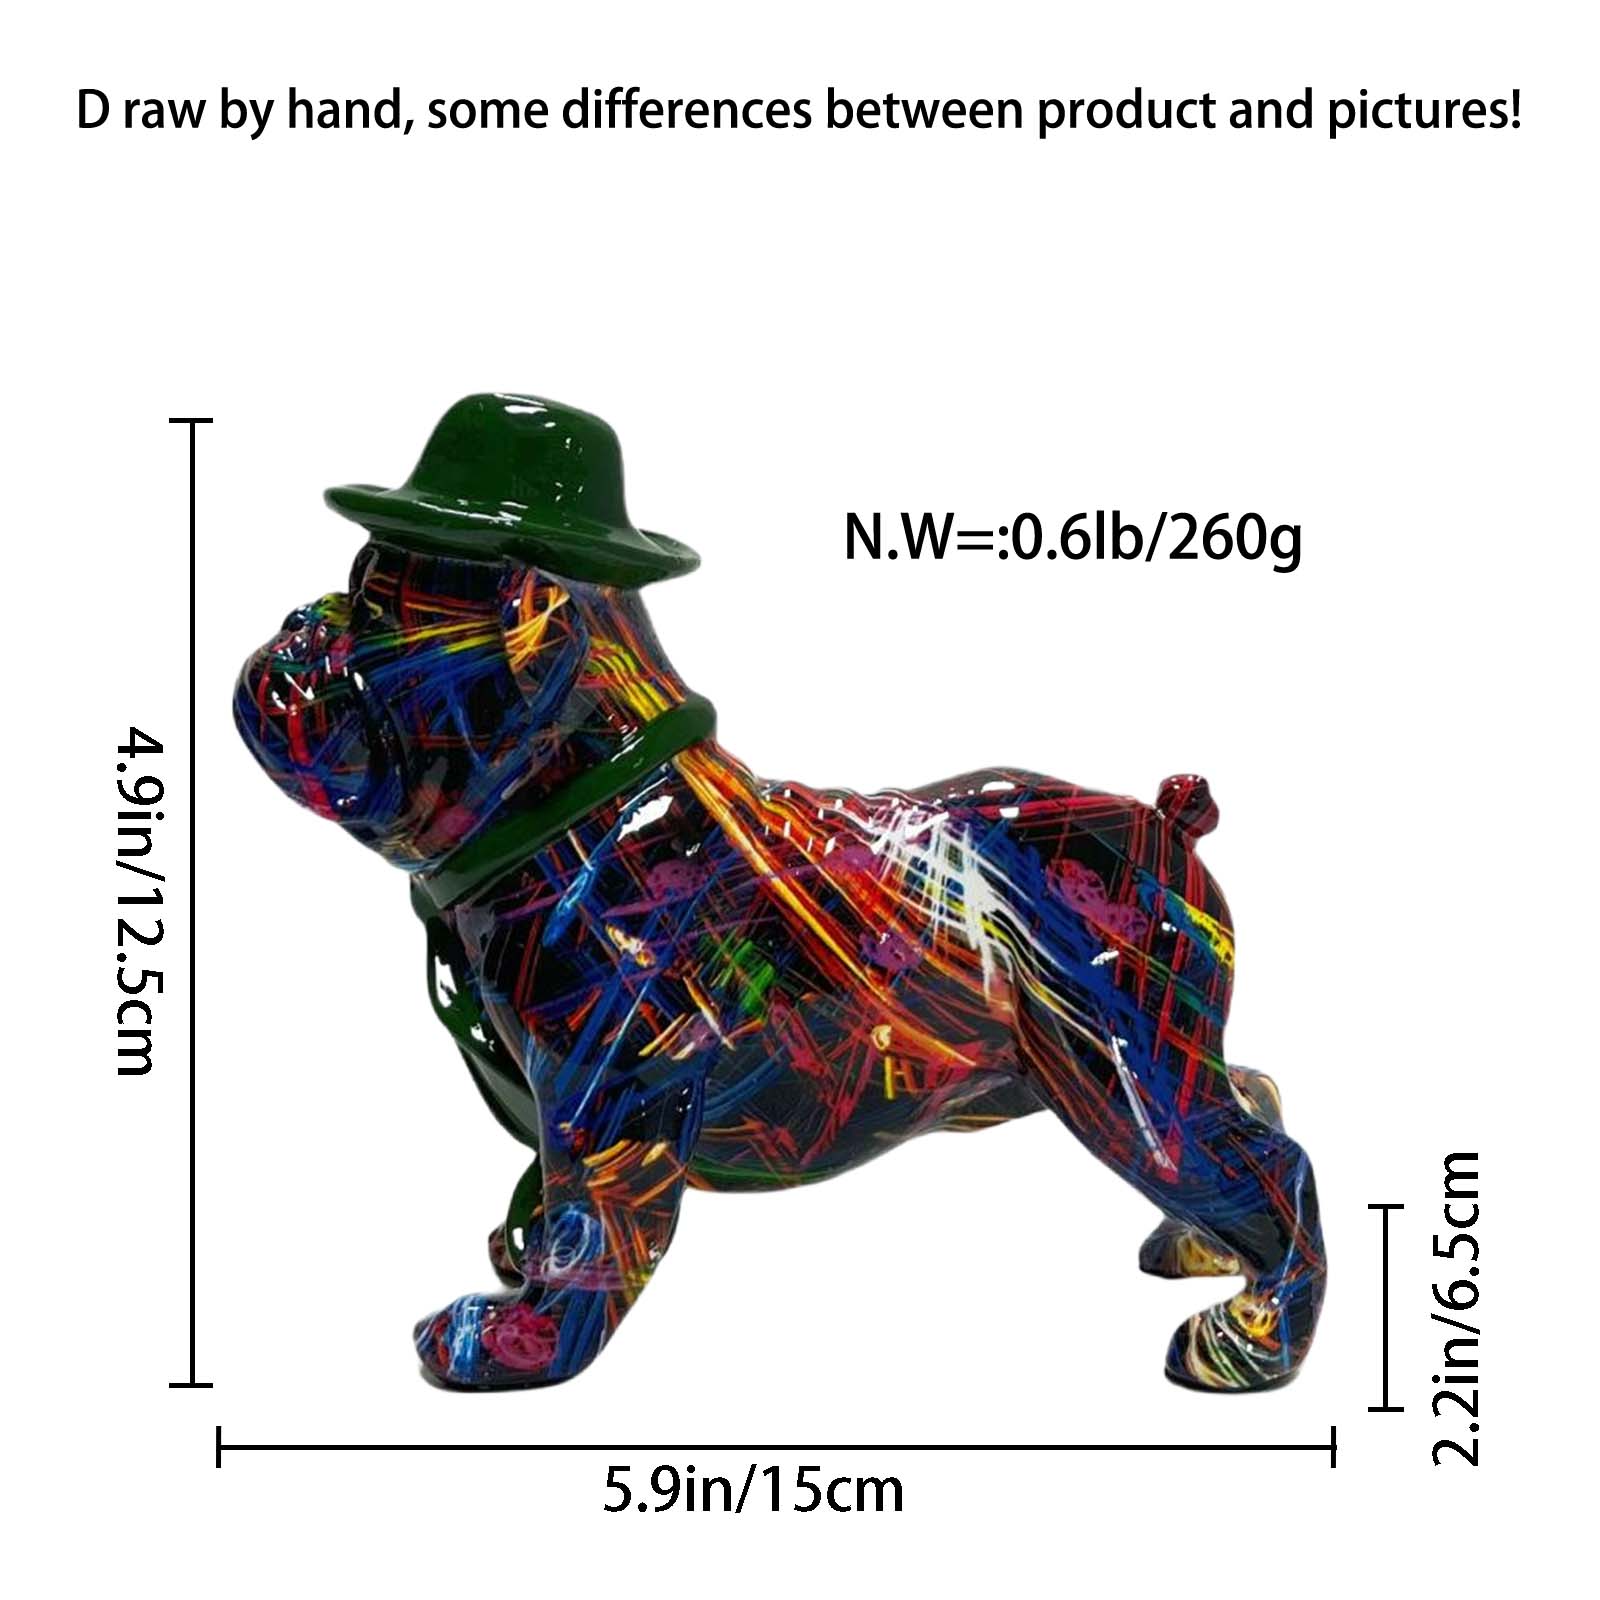 D raw by hand, some differences between product and pictures!
N.W=:0.6lb/260g
4.9in/12.5cm
2.2in/6.5cm
5.9in/15cm